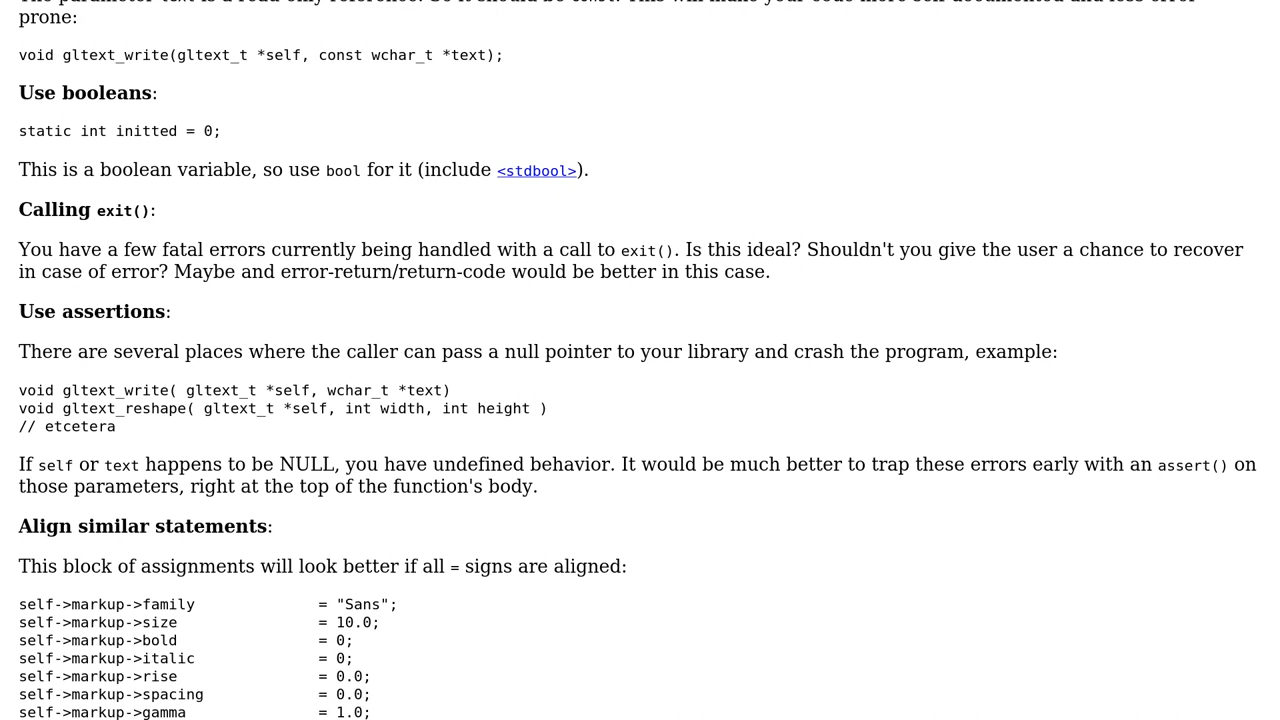 prone:
void gltext_write(gltext_t *self, const wchar_t *text);
Use booleans:
static int initted = 0;
This is a boolean variable, so use bool for it (include <stdbool>).
Calling exit():
You have a few fatal errors currently being handled with a call to exit(). Is this ideal? Shouldn't you give the user a chance to recover
in case of error? Maybe and error-return/return-code would be better in this case.
Use assertions:
There are several places where the caller can pass a null pointer to your library and crash the program, example:
void gltext_write( gltext_t *self, wchar_t *text)
void gltext_reshape( gltext_t *self, int width, int height )
// etcetera
If self or text happens to be NULL, you have undefined behavior. It would be much better to trap these errors early with an assert() on
those parameters, right at the top of the function's body.
Align similar statements:
This block of assignments will look better if all = signs are aligned:
self->markup->family = "Sans";
self->markup->size = 10.0;
self->markup->bold = 0;
self->markup->italic = 0;
self->markup->rise = 0.0;
self->markup->spacing = 0.0;
self->markup->gamma = 1.0;